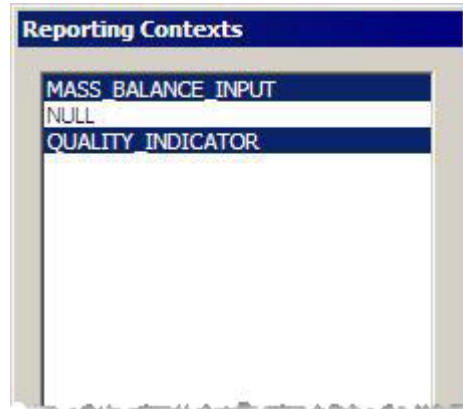 Reporting Contexts
MASS_BALANCE_INPUT
NULL
QUALITY_INDICATOR